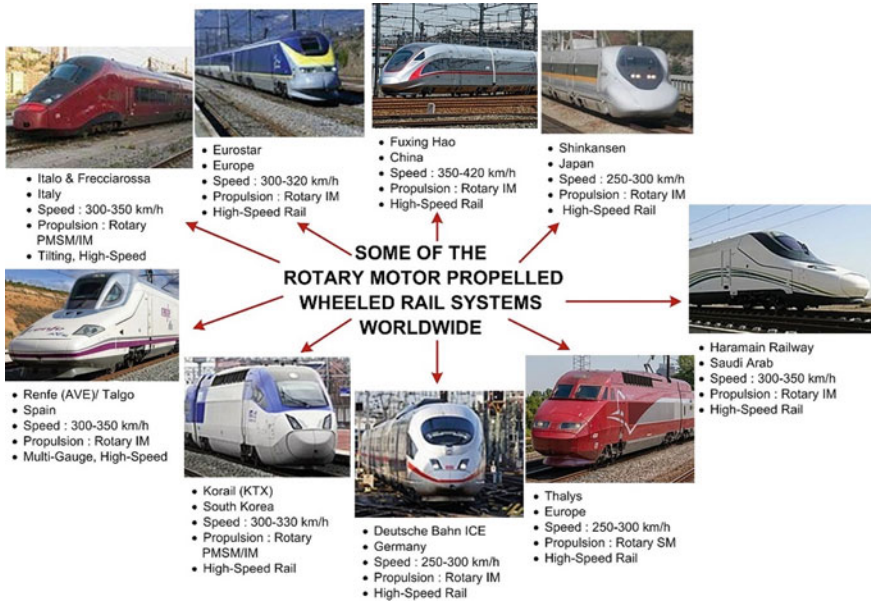 • Italo & Frecciarossa
• Italy
• Speed : 300-350 km/h
• Propulsion : Rotary
PMSM/IM
• Tilting, High-Speed
• Eurostar
• Europe
• Speed : 300-320 km/h
• Propulsion : Rotary IM
• High-Speed Rail
• Fuxing Hao
• China
• Speed : 350-420 km/h
• Propulsion : Rotary IM
• High-Speed Rail
• Shinkansen
• Japan
• Speed : 250-300 km/h
• Propulsion : Rotary IM
• High-Speed Rail
SOME OF THE
ROTARY MOTOR PROPELLED
WHEELED RAIL SYSTEMS
WORLDWIDE
• Haramain Railway
• Saudi Arab
• Speed : 300-350 km/h
• Propulsion : Rotary IM
• High-Speed Rail
renfe
• Renfe (AVE)/ Talgo
• Spain
• Speed : 300-350 km/h
• Propulsion : Rotary IM
• Multi-Gauge, High-Speed
• Korail (KTX)
• South Korea
• Speed : 300-330 km/h
• Propulsion : Rotary
PMSM/IM
• High-Speed Rail
• Deutsche Bahn ICE
• Germany
• Speed : 250-300 km/h
• Propulsion : Rotary IM
• High-Speed Rail
• Thalys
• Europe
• Speed : 250-300 km/h
• Propulsion : Rotary SM
• High-Speed Rail